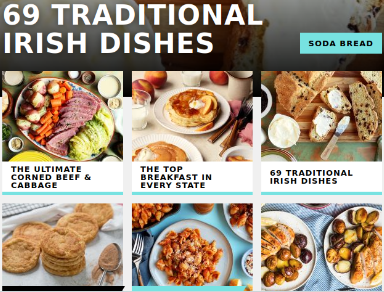 69 TRADITIONAL
IRISH DISHES
SODA BREAD
THE ULTIMATE
CORNED BEEF &
CABBAGE
THE TOP
BREAKFAST IN
EVERY STATE
69 TRADITIONAL
IRISH DISHES